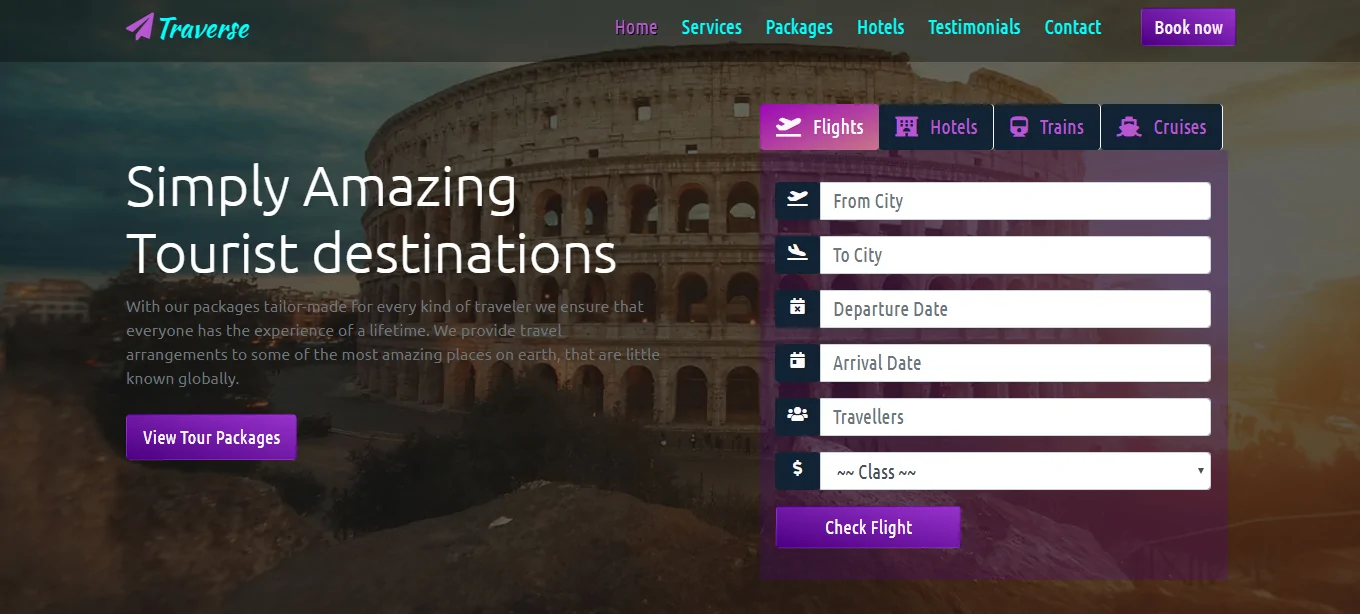 Traverse
Home Services Packages Hotels Testimonials Contact Book now
Flights Hotels Trains Cruises
Simply Amazing
Tourist destinations
With our packages tailor-made for every kind of traveler we ensure that
everyone has the experience of a lifetime. We provide travel
arrangements to some of the most amazing places on earth, that are little
known globally.
View Tour Packages
From City
To City
Departure Date
Arrival Date
Travellers
$ ~~ Class ~~
Check Flight